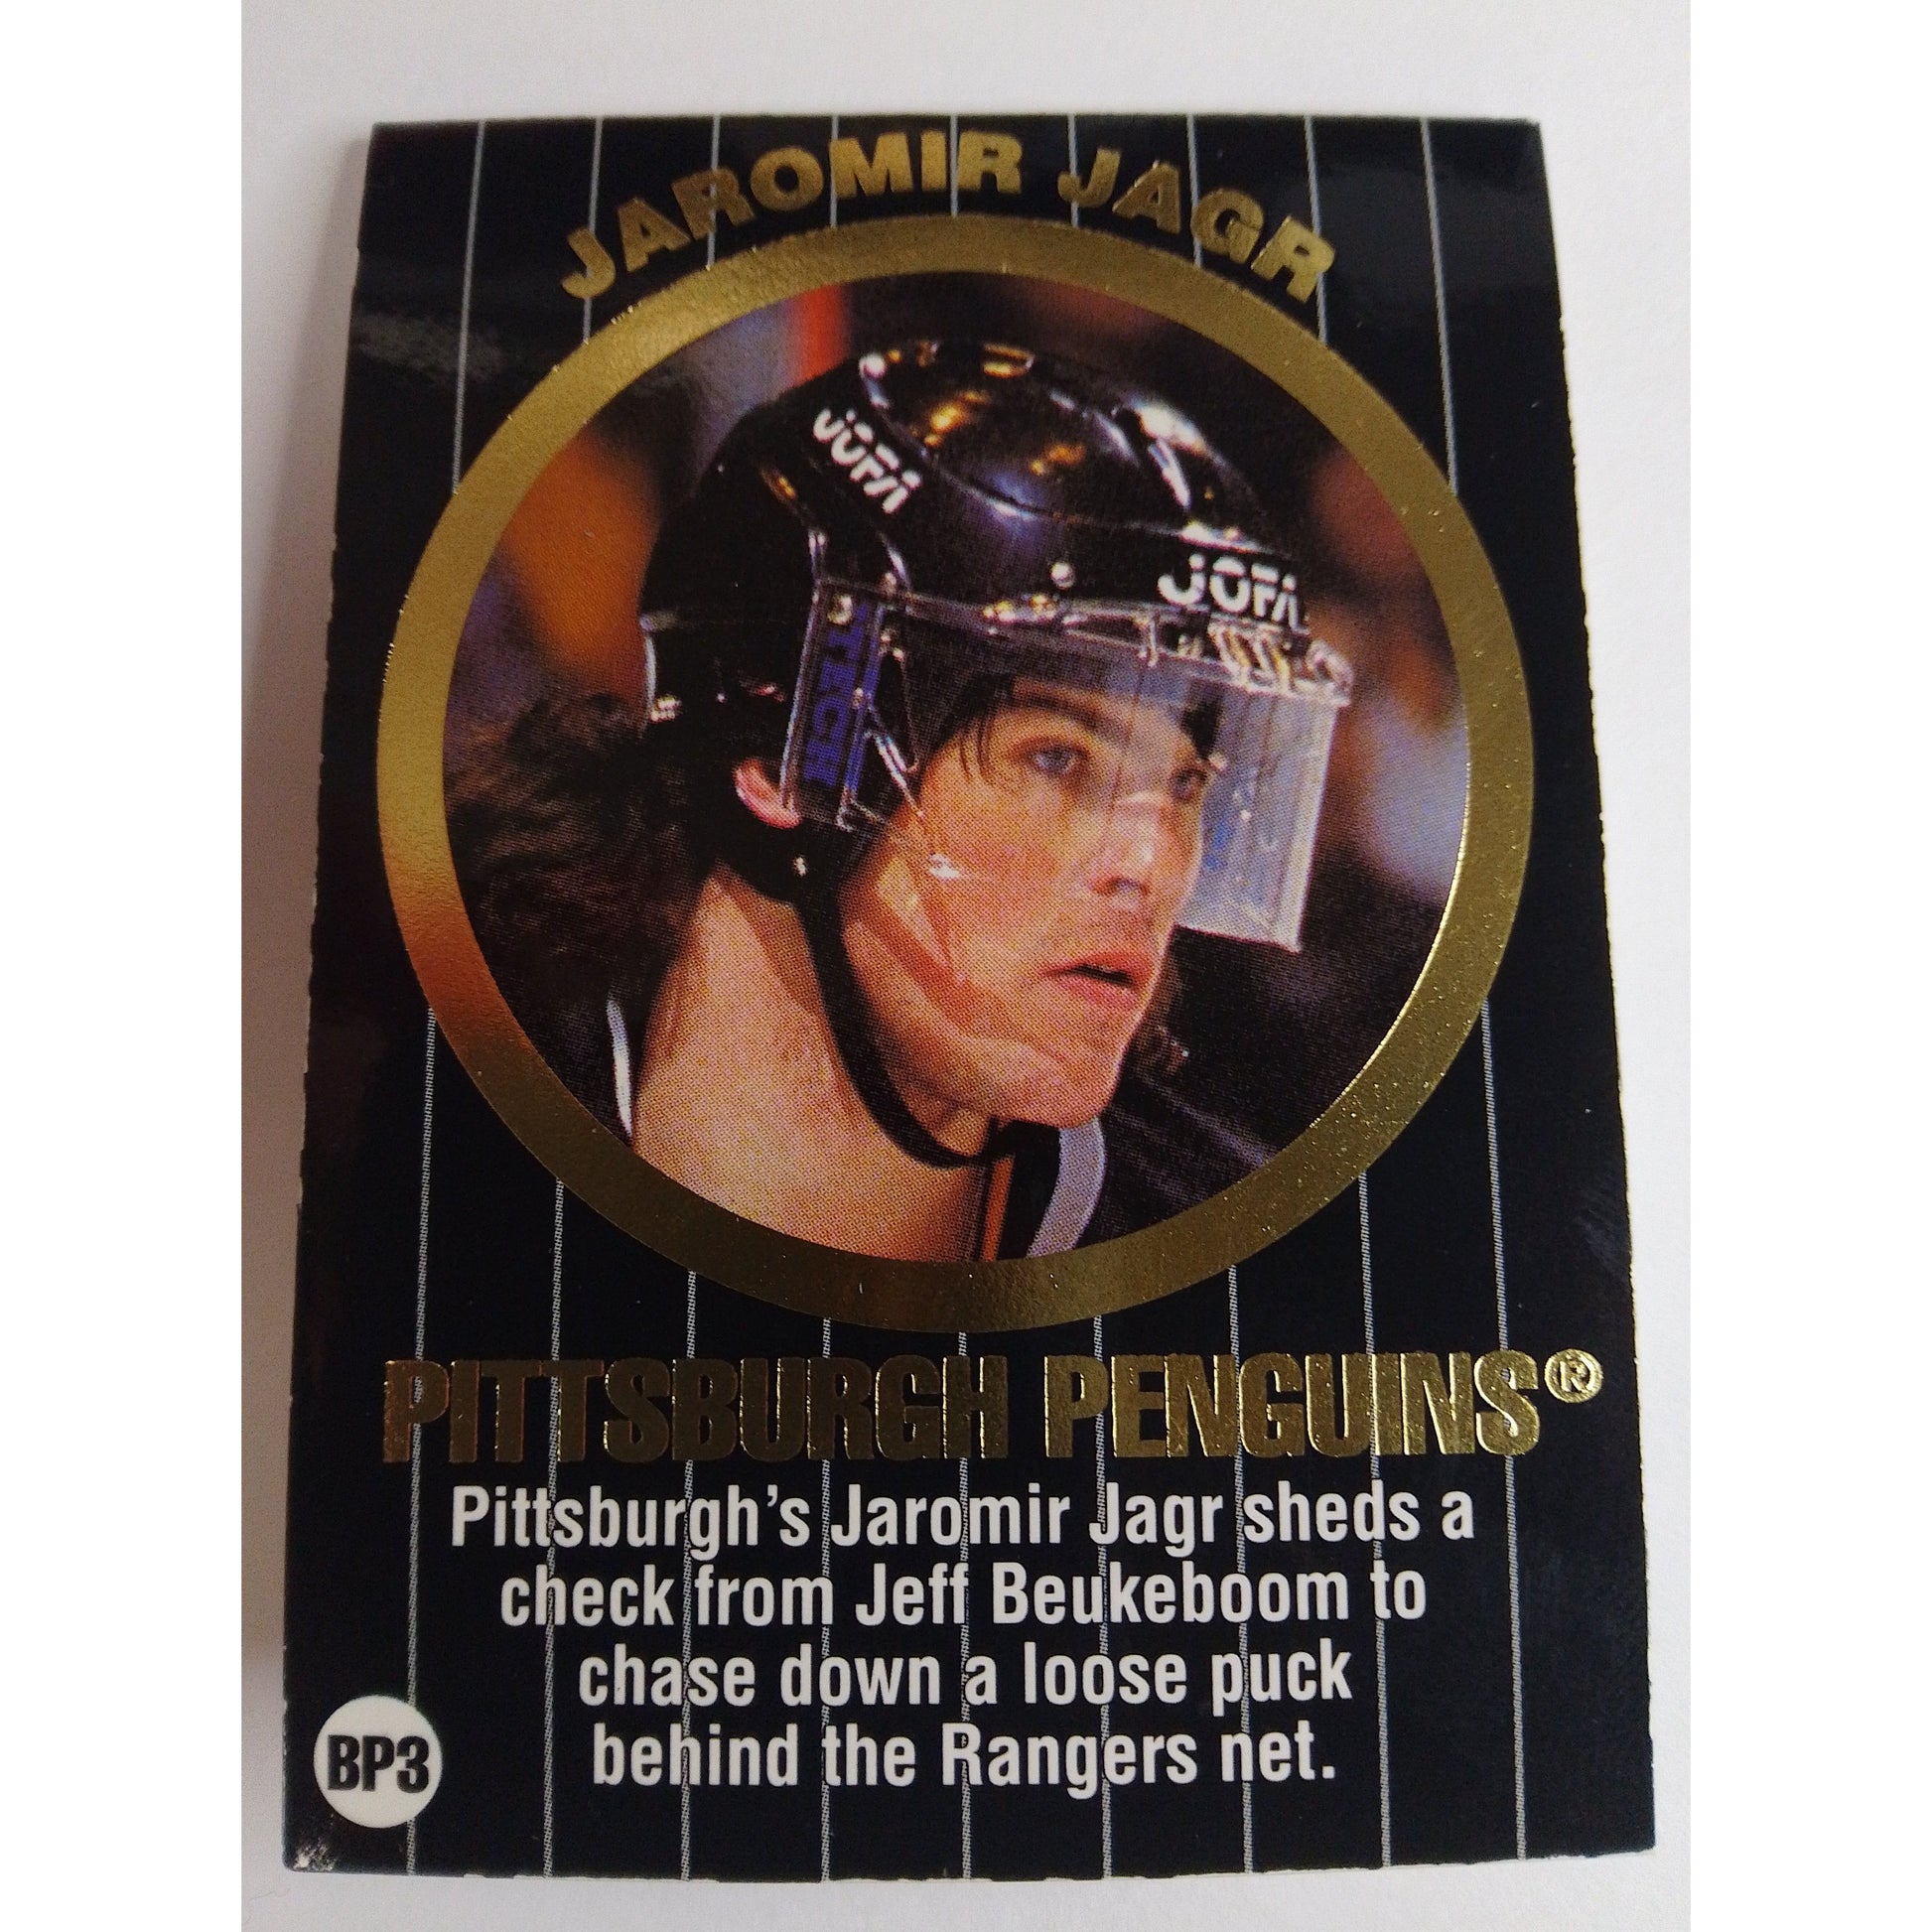 JAROMIR JAGR
JOFA
JOFA
TECH
PITTSBURGH PENGUINS®
Pittsburgh's Jaromir Jagr sheds a
check from Jeff Beukeboom to
chase down a loose puck
behind the Rangers net.
BP3